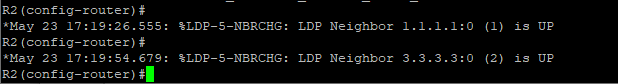 R2(config-router)#
*May 23 17:19:26.555: %LDP-5-NBRCHG: LDP Neighbor 1.1.1.1:0 (1) is UP
R2(config-router)#
*May 23 17:19:54.679: %LDP-5-NBRCHG: LDP Neighbor 3.3.3.3:0 (2) is UP
R2(config-router)#